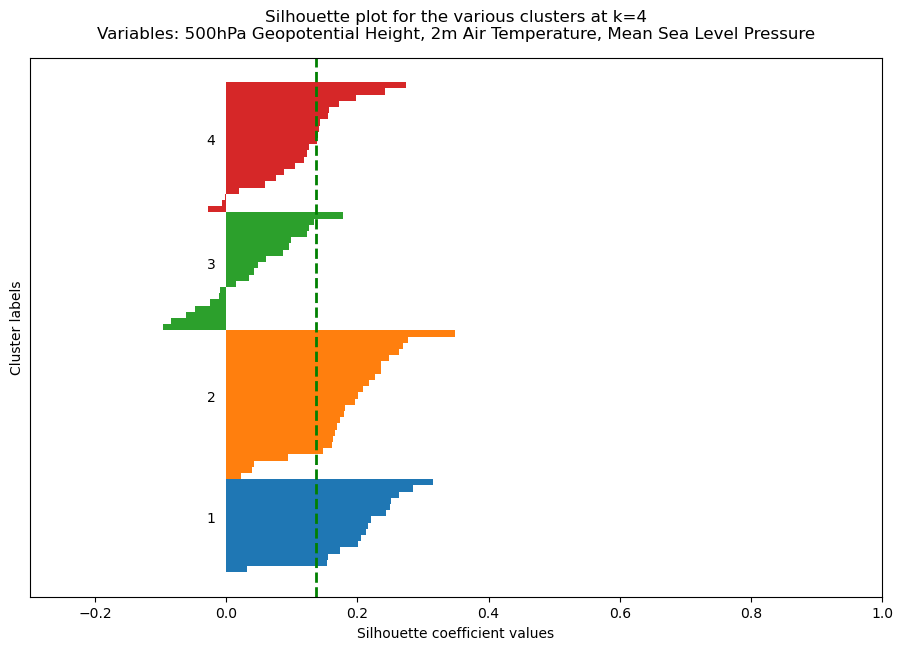 Silhouette plot for the various clusters at k=4
Variables: 500hPa Geopotential Height, 2m Air Temperature, Mean Sea Level Pressure
Cluster labels
4
3
2
1
−0.2 0.0 0.2 0.4 0.6 0.8 1.0
Silhouette coefficient values